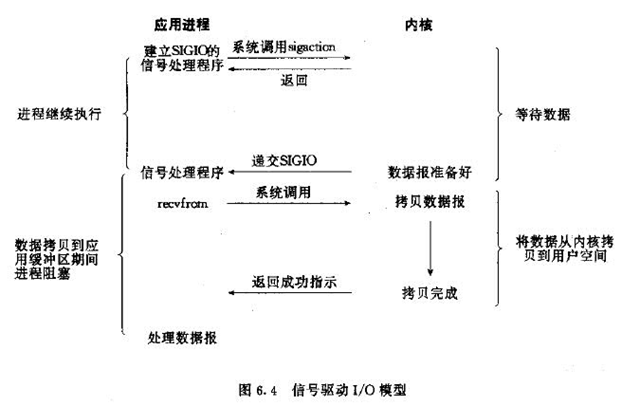 应用进程
内核
建立SIGIO的
信号处理程序
系统调用sigaction
返回
进程继续执行
等待数据
信号处理程序
递交SIGIO
数据报准备好
recvfrom
系统调用
拷贝数据报
数据拷贝到应
用缓冲区期间
进程阻塞
将数据从内核拷
贝到用户空间
返回成功指示
拷贝完成
处理数据报
图 6.4 信号驱动 I/O 模型